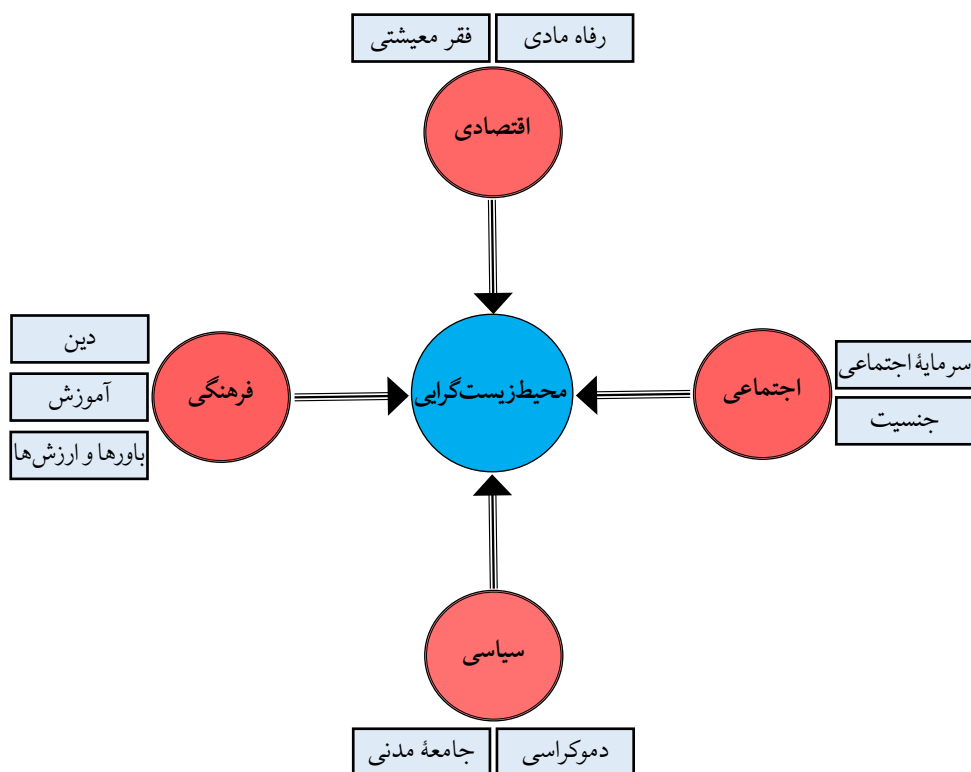 رفاه مادی
فقر معیشتی
اقتصادی
سرمایهٔ اجتماعی
جنسیت
اجتماعی
محیط‌زیست‌گرایی
فرهنگی
دین
آموزش
باورها و ارزش‌ها
سیاسی
دموکراسی
جامعهٔ مدنی